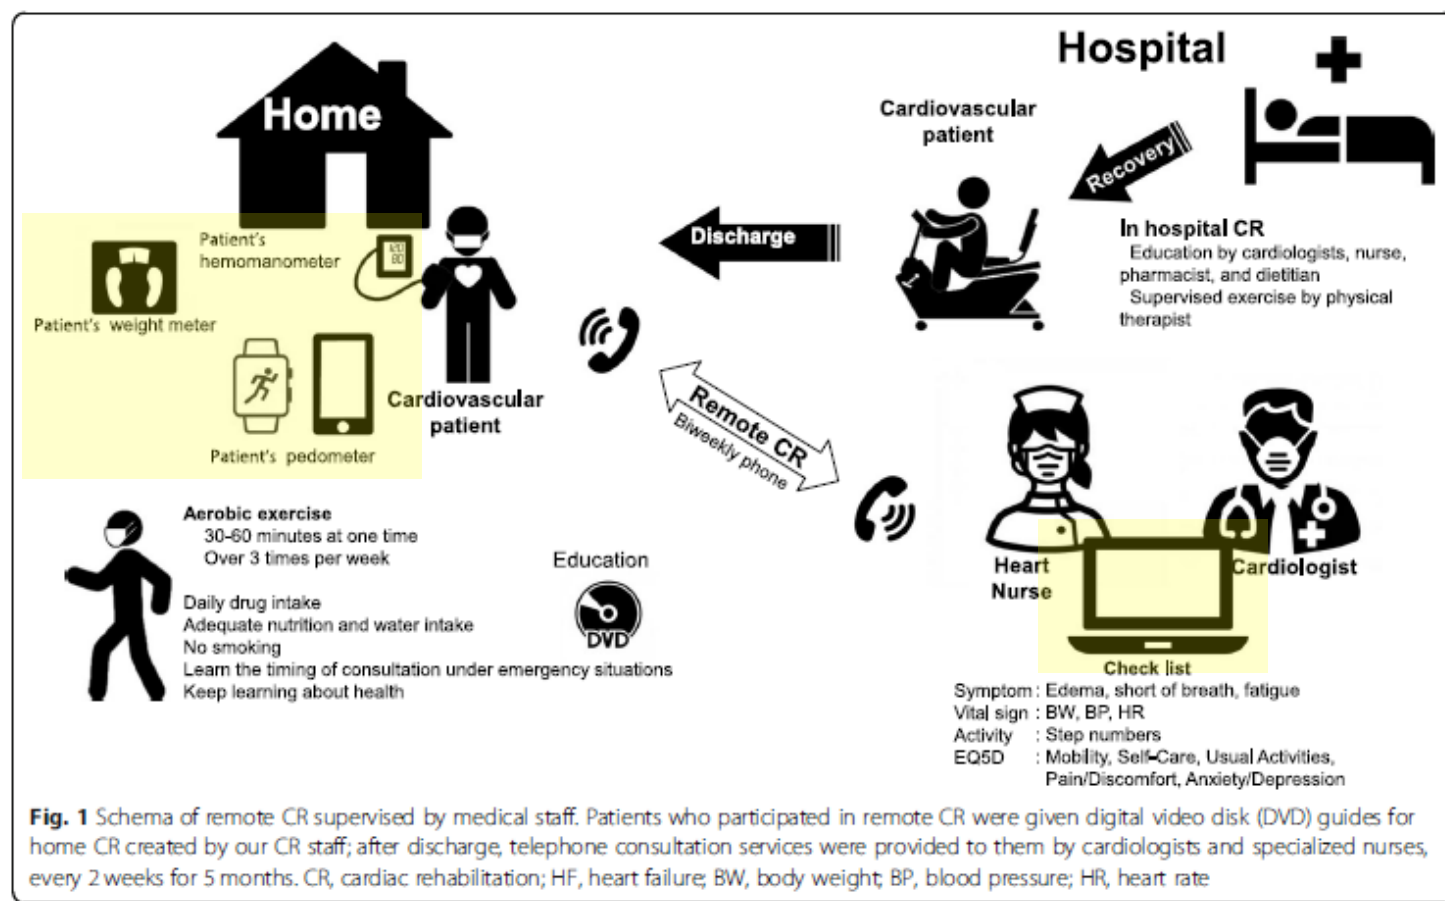 Hospital
Home
Cardiovascular
patient
Recovery
Discharge
In hospital CR
Education by cardiologists, nurse,
pharmacist, and dietitian
Supervised exercise by physical
therapist
Patient's
hemomanometer
120
80
Patient's weight meter
Cardiovascular
patient
Patient's pedometer
Remote CR
Biweekly phone
Aerobic exercise
30-60 minutes at one time
Over 3 times per week
Daily drug intake
Adequate nutrition and water intake
No smoking
Learn the timing of consultation under emergency situations
Keep learning about health
Education
DVD
Heart
Nurse
Cardiologist
Check list
Symptom : Edema, short of breath, fatigue
Vital sign : BW, BP, HR
Activity : Step numbers
EQ5D : Mobility, Self-Care, Usual Activities,
Pain/Discomfort, Anxiety/Depression
Fig. 1 Schema of remote CR supervised by medical staff. Patients who participated in remote CR were given digital video disk (DVD) guides for
home CR created by our CR staff; after discharge, telephone consultation services were provided to them by cardiologists and specialized nurses,
every 2 weeks for 5 months. CR, cardiac rehabilitation; HF, heart failure; BW, body weight; BP, blood pressure; HR, heart rate